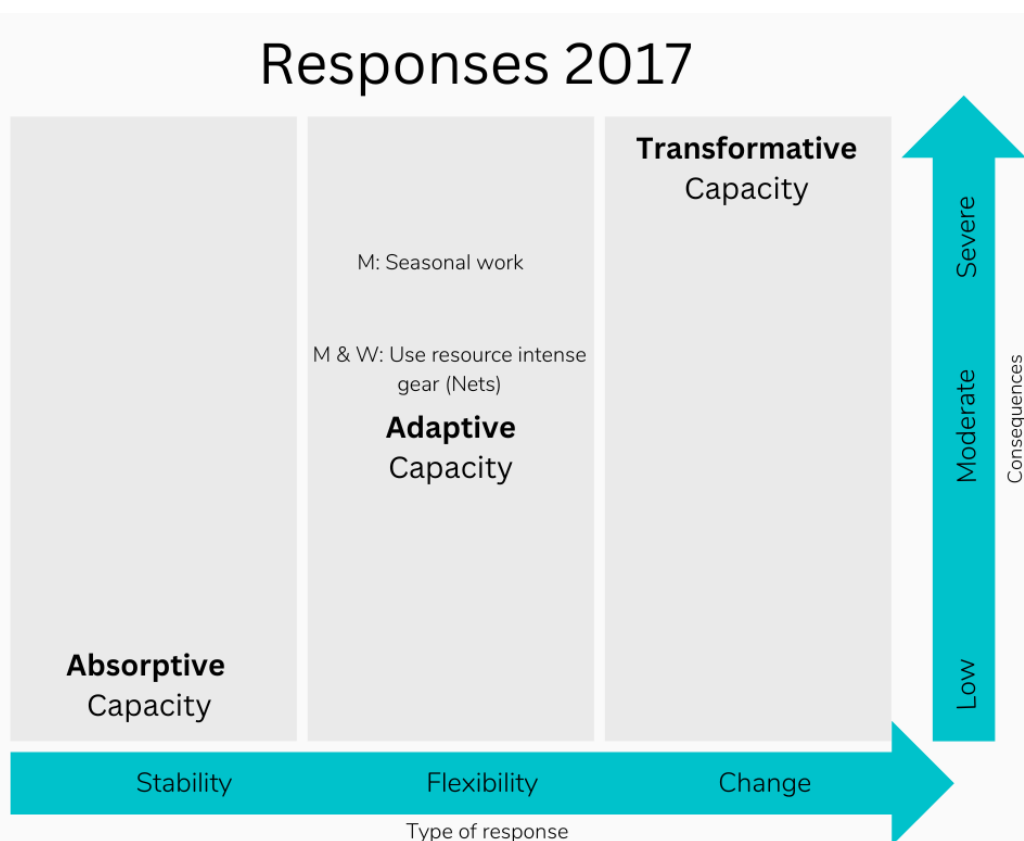 Responses 2017
Transformative
Capacity
M: Seasonal work
M & W: Use resource intense
gear (Nets)
Adaptive
Capacity
Absorptive
Capacity
Severe
Moderate
Low
Consequences
Stability
Flexibility
Change
Type of response